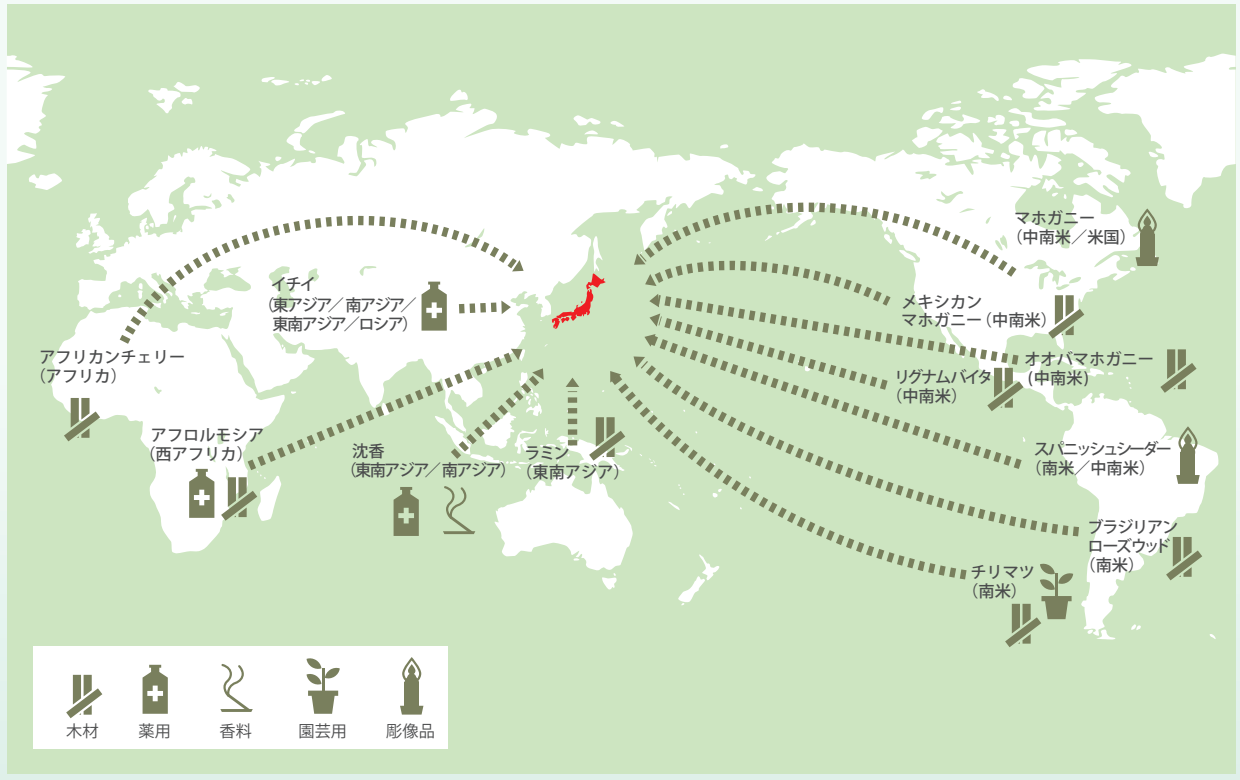 マホガニー
（中南米／米国）
イチイ
（東アジア／ 南アジア／
東南アジア／ロシア）
メキシカン
マホガニー（中南米）
アフリカンチェリー
（アフリカ）
オオバマホガニー
（中南米）
リグナムバイタ
（中南米）
アフロルモシア
（西アフリカ）
沈香
（東南アジア／ 南アジア）
ラミン
（東南アジア）
スパニッシュシーダー
（南米／中南米）
ブラジリアン
ローズウッド
（南米）
チリマツ
（南米）
木材
薬用
香料
園芸用
彫像品